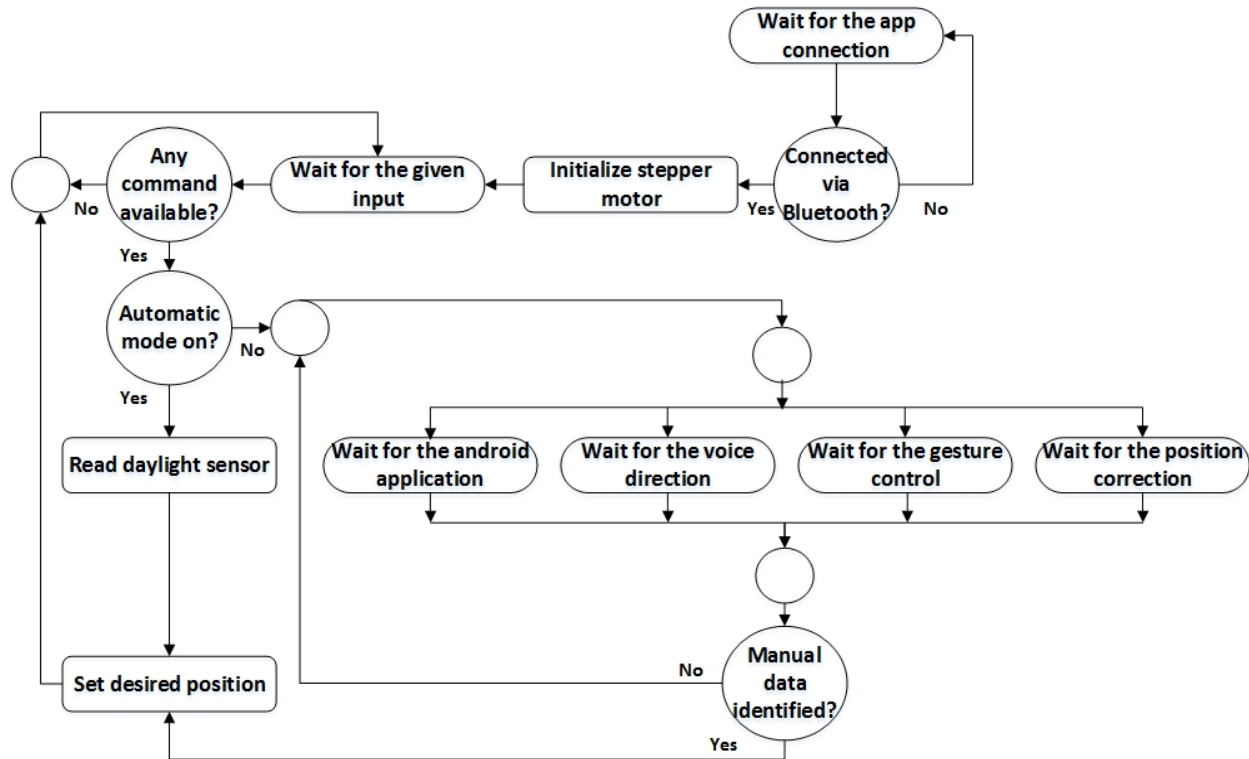 Wait for the app
connection
Any
command
available?
Wait for the given
input
Initialize stepper
motor
Connected
via
Bluetooth?
No
Yes
No
Yes
Automatic
mode on?
No
Yes
Read daylight sensor
Wait for the android
application
Wait for the voice
direction
Wait for the gesture
control
Wait for the position
correction
Set desired position
No
Manual
data
identified?
Yes